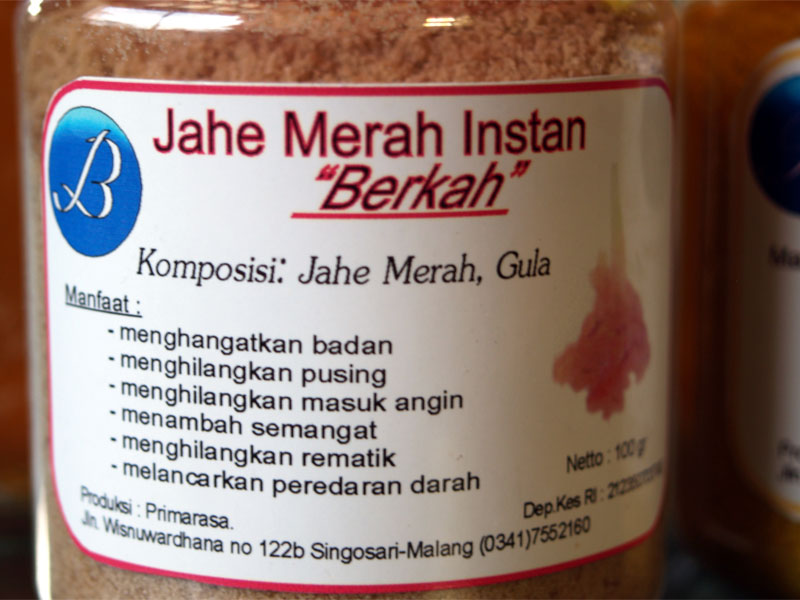 B
Jahe Merah Instan
"Berkah"
Komposisi: Jahe Merah, Gula
Manfaat :
- menghangatkan badan
- menghilangkan pusing
- menghilangkan masuk angin
- menambah semangat
- menghilangkan rematik
- melancarkan peredaran darah
Netto : 100 gr
Produksi : Primarasa.
Dep.Kes RI :
Jln. Wisnuwardhana no 122b Singosari-Malang (0341)7552160